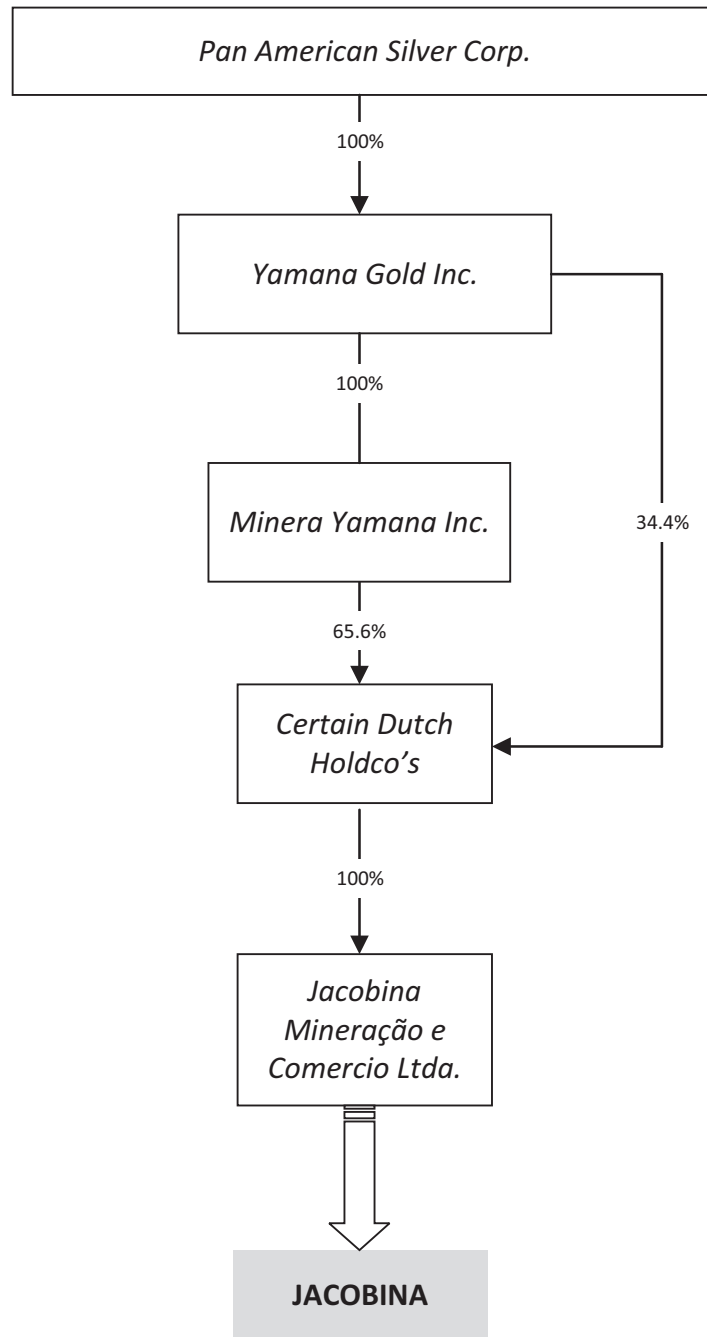 Pan American Silver Corp.
100%
Yamana Gold Inc.
100%
Minera Yamana Inc.
34.4%
65.6%
Certain Dutch
Holdco’s
100%
Jacobina
Mineração e
Comercio Ltda.
JACOBINA